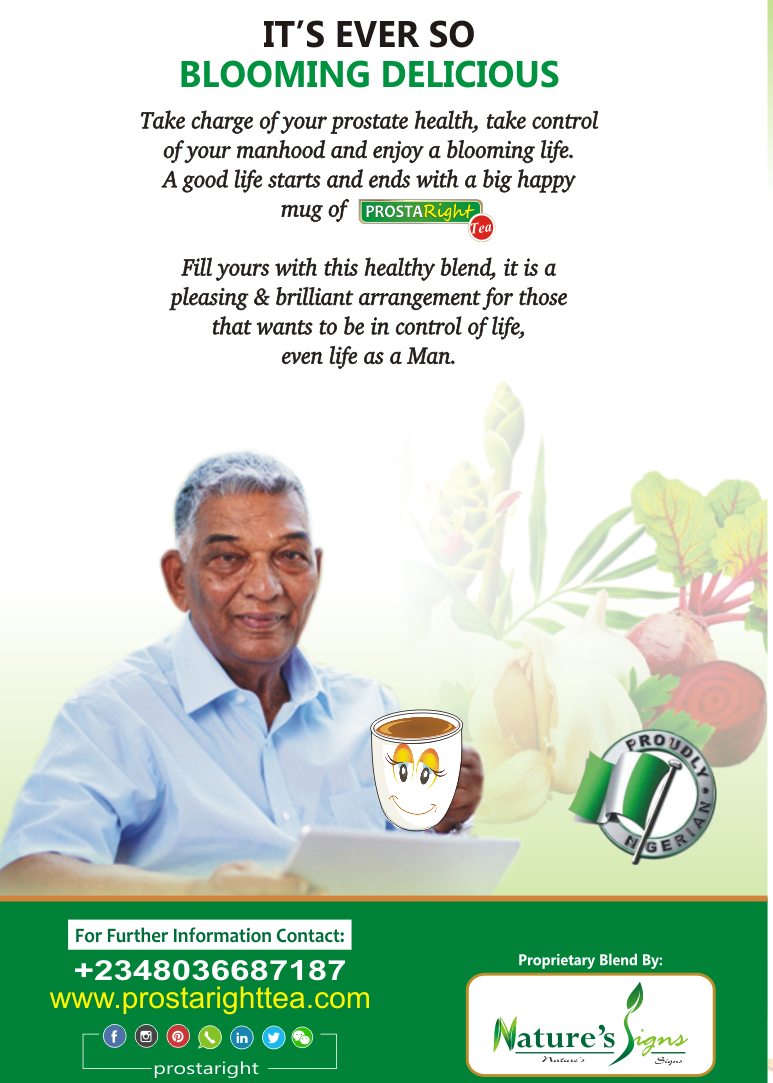 IT'S EVER SO
BLOOMING DELICIOUS
Take charge of your prostate health, take control
of your manhood and enjoy a blooming life.
A good life starts and ends with a big happy
mug of PROSTARight Tea
Fill yours with this healthy blend, it is a
pleasing & brilliant arrangement for those
that wants to be in control of life,
even life as a Man.
PROUDLY
NIGERIAN
For Further Information Contact:
+2348036687187
www.prostarighttea.com
prostaright
Proprietary Blend By:
Nature's Signs
Nature's Signs